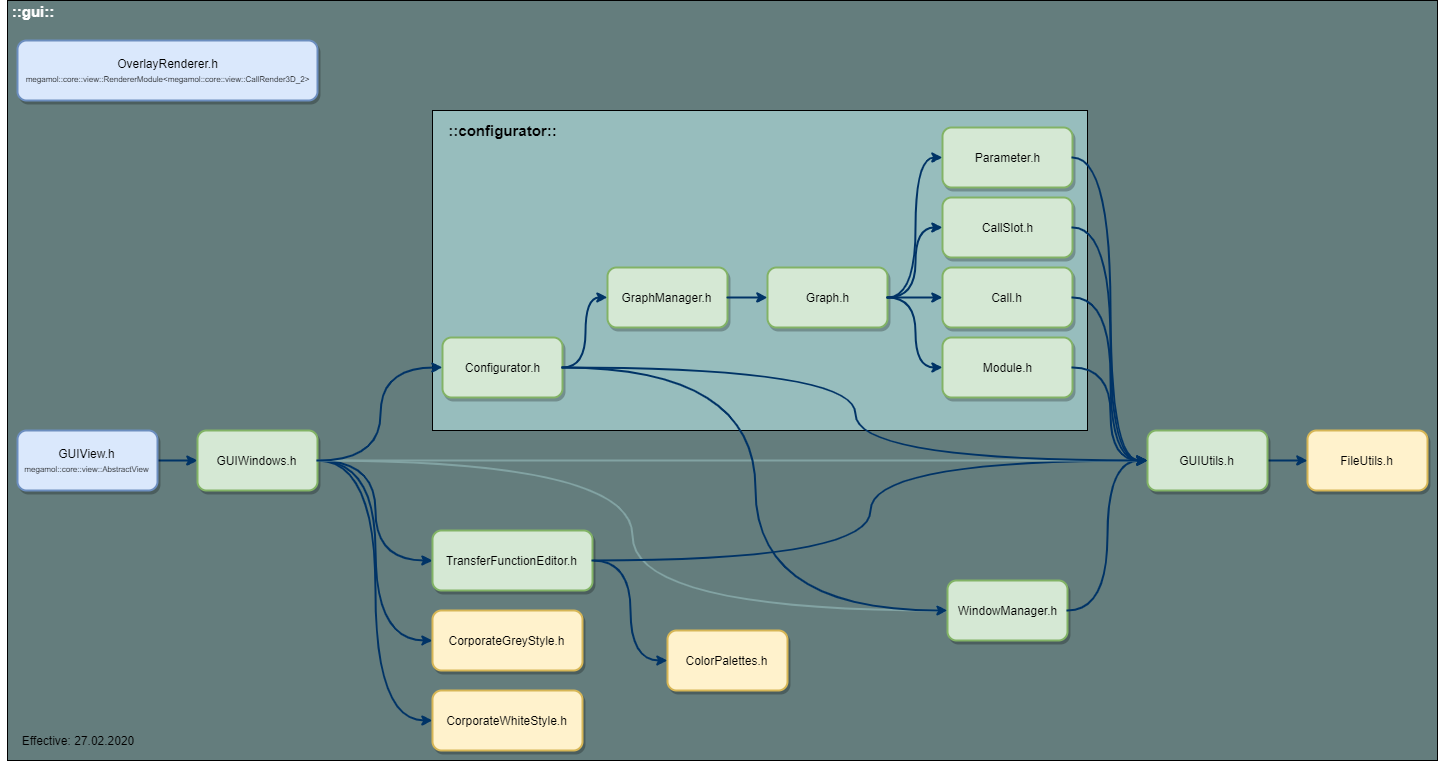 ::gui::
OverlayRenderer.h
megamol::core::view::RendererModule<megamol::core::view::CallRender3D_2>
::configurator::
Parameter.h
CallSlot.h
GraphManager.h
Graph.h
Call.h
Configurator.h
Module.h
GUIView.h
megamol::core::view::AbstractView
GUIWindows.h
GUIUtils.h
FileUtils.h
TransferFunctionEditor.h
WindowManager.h
CorporateGreyStyle.h
ColorPalettes.h
CorporateWhiteStyle.h
Effective: 27.02.2020